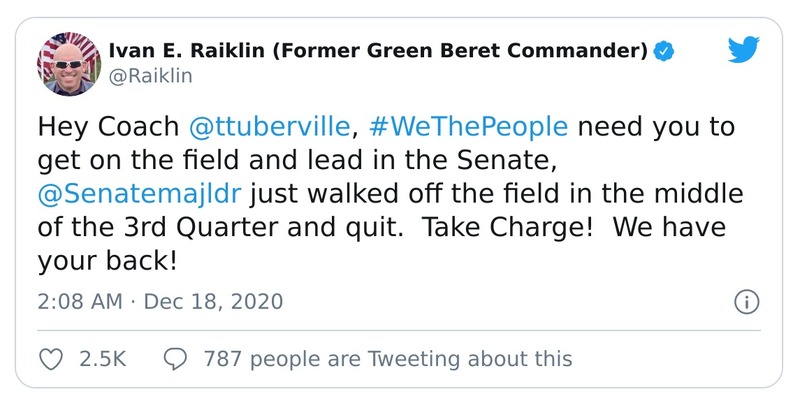 Ivan E. Raiklin (Former Green Beret Commander)
@Raiklin
Hey Coach @ttuberville, #WeThePeople need you to
get on the field and lead in the Senate,
@Senatemajldr just walked off the field in the middle
of the 3rd Quarter and quit.  Take Charge!  We have
your back!
2:08 AM · Dec 18, 2020
2.5K 787 people are Tweeting about this